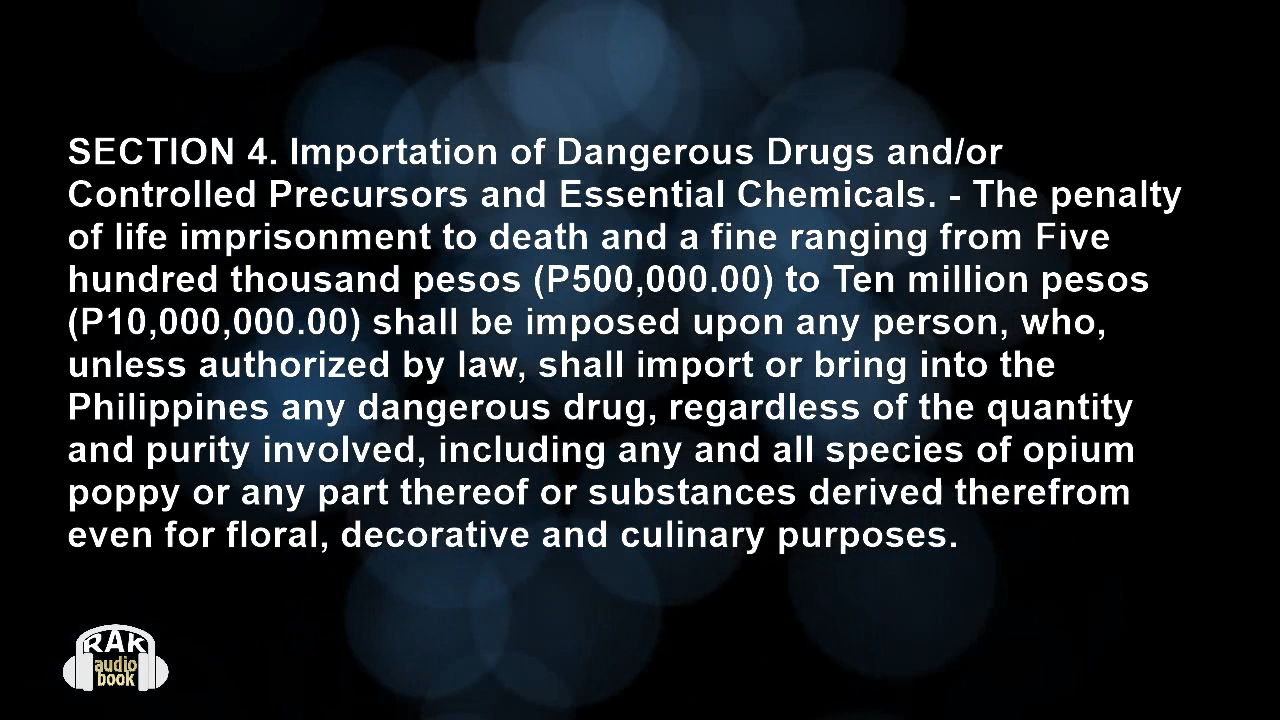 SECTION 4. Importation of Dangerous Drugs and/or
Controlled Precursors and Essential Chemicals. - The penalty
of life imprisonment to death and a fine ranging from Five
hundred thousand pesos (P500,000.00) to Ten million pesos
(P10,000,000.00) shall be imposed upon any person, who,
unless authorized by law, shall import or bring into the
Philippines any dangerous drug, regardless of the quantity
and purity involved, including any and all species of opium
poppy or any part thereof or substances derived therefrom
even for floral, decorative and culinary purposes.
RAK
audio
book